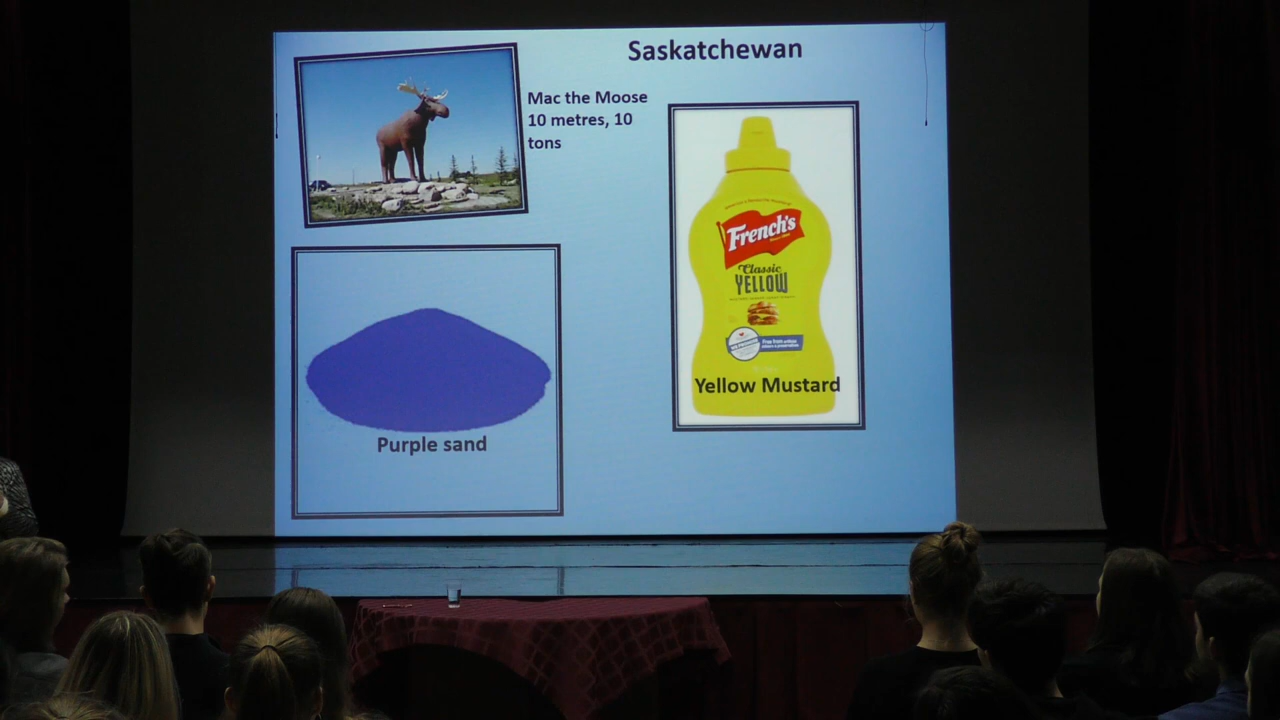 Saskatchewan
Mac the Moose
10 metres, 10
tons
French's
Classic
YELLOW
Yellow Mustard
Purple sand